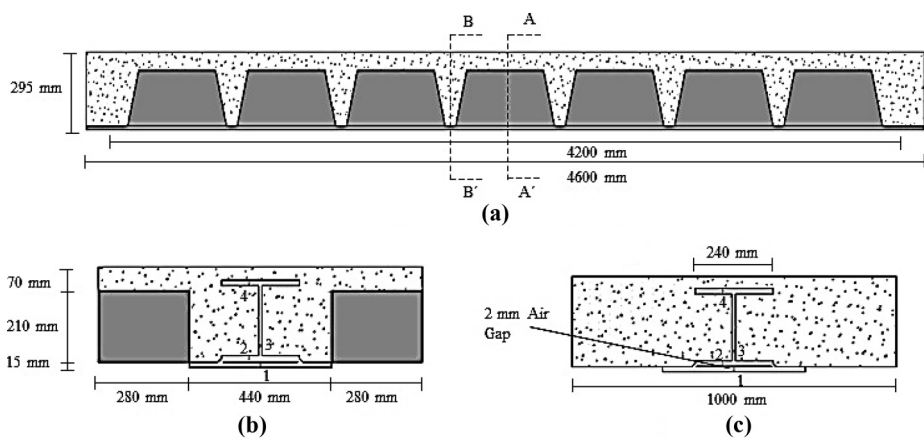 B A
295 mm
4200 mm
4600 mm
B′ A′
(a)
70 mm
210 mm
15 mm
4
2 3
1
280 mm 440 mm 280 mm
(b)
240 mm
2 mm Air
Gap
4
2 3
1
1000 mm
(c)